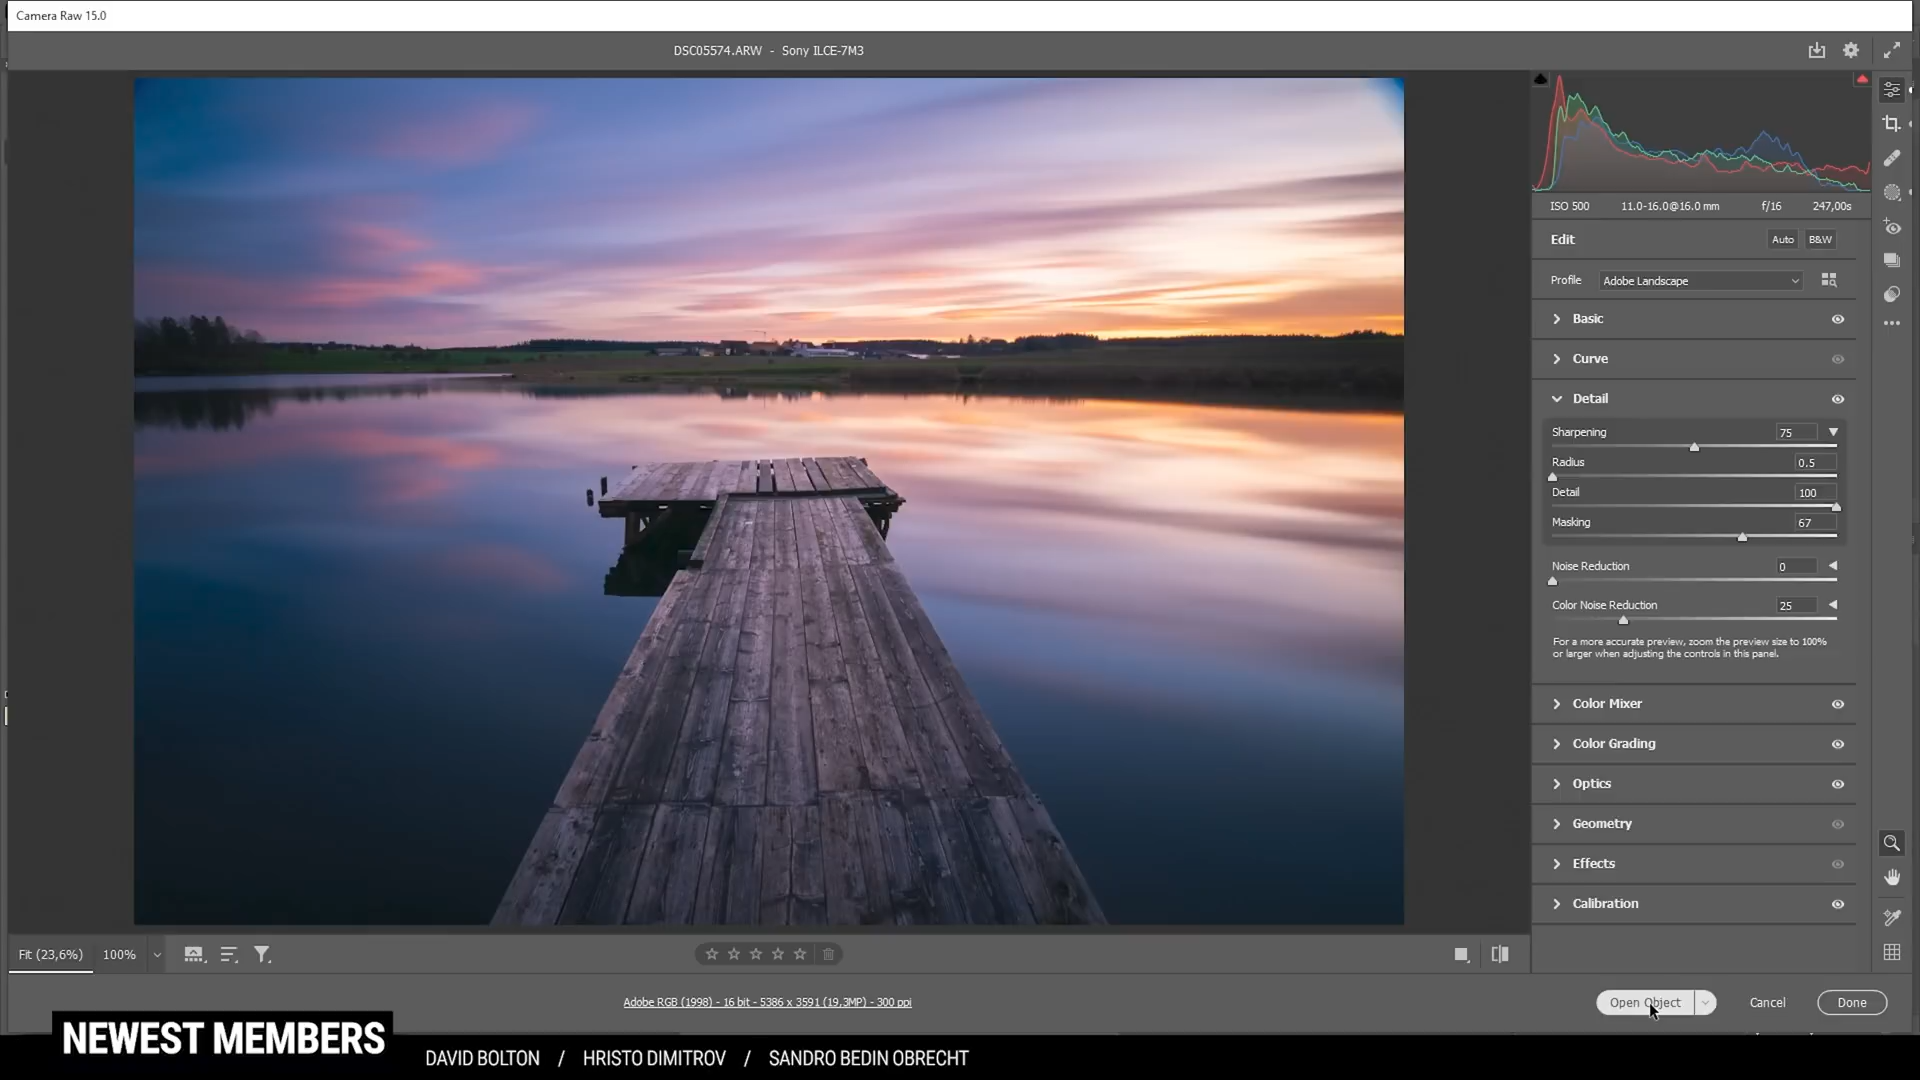 Camera Raw 15.0
DSC05574.ARW - Sony ILCE-7M3
ISO 500 11.0-16.0@16.0 mm f/16 247,00s
Edit Auto B&W
Profile Adobe Landscape
Basic
Curve
Detail
Sharpening 75
Radius 0.5
Detail 100
Masking 67
Noise Reduction 0
Color Noise Reduction 25
For a more accurate preview, zoom the preview size to 100%
or larger when adjusting the controls in this panel.
Color Mixer
Color Grading
Optics
Geometry
Effects
Calibration
Fit (23,6%) 100%
Adobe RGB (1998) - 16 bit - 5386 x 3591 (19,3MP) - 300 ppi
Open Object Cancel Done
NEWEST MEMBERS
DAVID BOLTON / HRISTO DIMITROV / SANDRO BEDIN OBRECHT